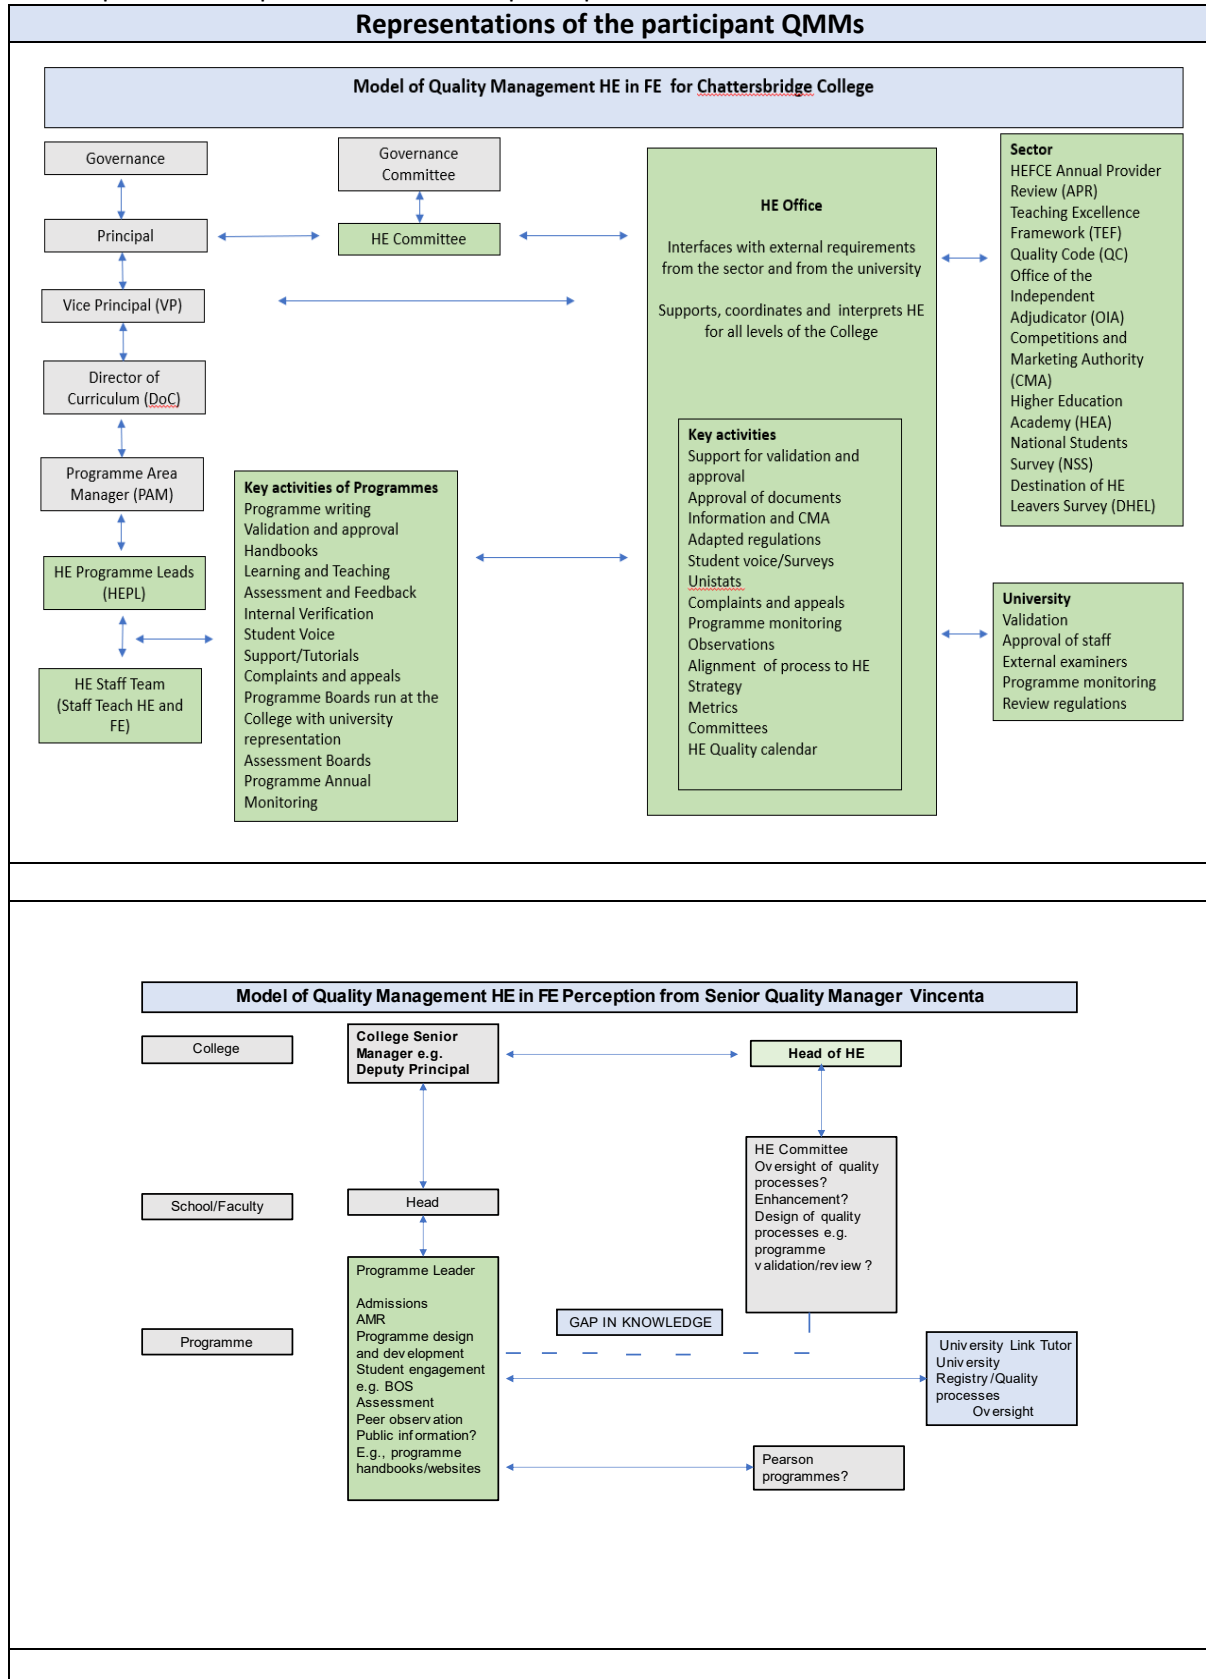 Representations of the participant QMMs
Model of Quality Management HE in FE  for Chattersbridge College
Governance
Principal
Vice Principal (VP)
Director of
Curriculum (DoC)
Programme Area
Manager (PAM)
HE Programme Leads
(HEPL)
HE Staff Team
(Staff Teach HE and
FE)
Governance
Committee
HE Committee
Key activities of Programmes
Programme writing
Validation and approval
Handbooks
Learning and Teaching
Assessment and Feedback
Internal Verification
Student Voice
Support/Tutorials
Complaints and appeals
Programme Boards run at the
College with university
representation
Assessment Boards
Programme Annual
Monitoring
HE Office
Interfaces with external requirements
from the sector and from the university
Supports, coordinates and  interprets HE
for all levels of the College
Key activities
Support for validation and
approval
Approval of documents
Information and CMA
Adapted regulations
Student voice/Surveys
Unistats
Complaints and appeals
Programme monitoring
Observations
Alignment  of process to HE
Strategy
Metrics
Committees
HE Quality calendar
Sector
HEFCE Annual Provider
Review (APR)
Teaching Excellence
Framework (TEF)
Quality Code (QC)
Office of the
Independent
Adjudicator (OIA)
Competitions and
Marketing Authority
(CMA)
Higher Education
Academy (HEA)
National Students
Survey (NSS)
Destination of HE
Leavers Survey (DHEL)
University
Validation
Approval of staff
External examiners
Programme monitoring
Review regulations
Model of Quality Management HE in FE Perception from Senior Quality Manager Vincenta
College
School/Faculty
Programme
College Senior
Manager e.g.
Deputy Principal
Head
Programme Leader
Admissions
AMR
Programme design
and development
Student engagement
e.g. BOS
Assessment
Peer observation
Public information?
E.g., programme
handbooks/websites
GAP IN KNOWLEDGE
Head of HE
HE Committee
Oversight of quality
processes?
Enhancement?
Design of quality
processes e.g.
programme
validation/review ?
University Link Tutor
University
Registry/Quality
processes
Oversight
Pearson
programmes?